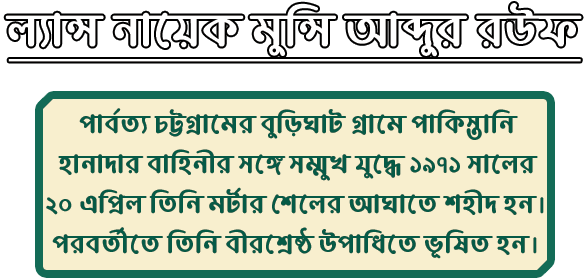 ল্যান্স নায়েক মুন্সি আব্দুর রউফ
পার্বত্য চট্টগ্রামের বুড়িঘাট গ্রামে পাকিস্তানি
হানাদার বাহিনীর সঙ্গে সম্মুখ যুদ্ধে ১৯৭১ সালের
২০ এপ্রিল তিনি মর্টার শেলের আঘাতে শহীদ হন।
পরবর্তীতে তিনি বীরশ্রেষ্ঠ উপাধিতে ভূষিত হন।